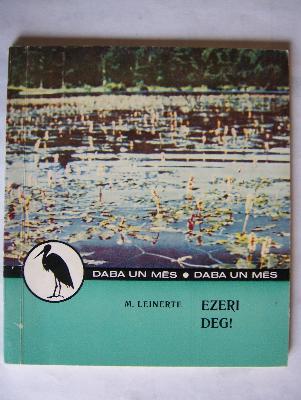 DABA UN MĒS • DABA UN MĒS
M. LEINERTE
EZERI
DEG!